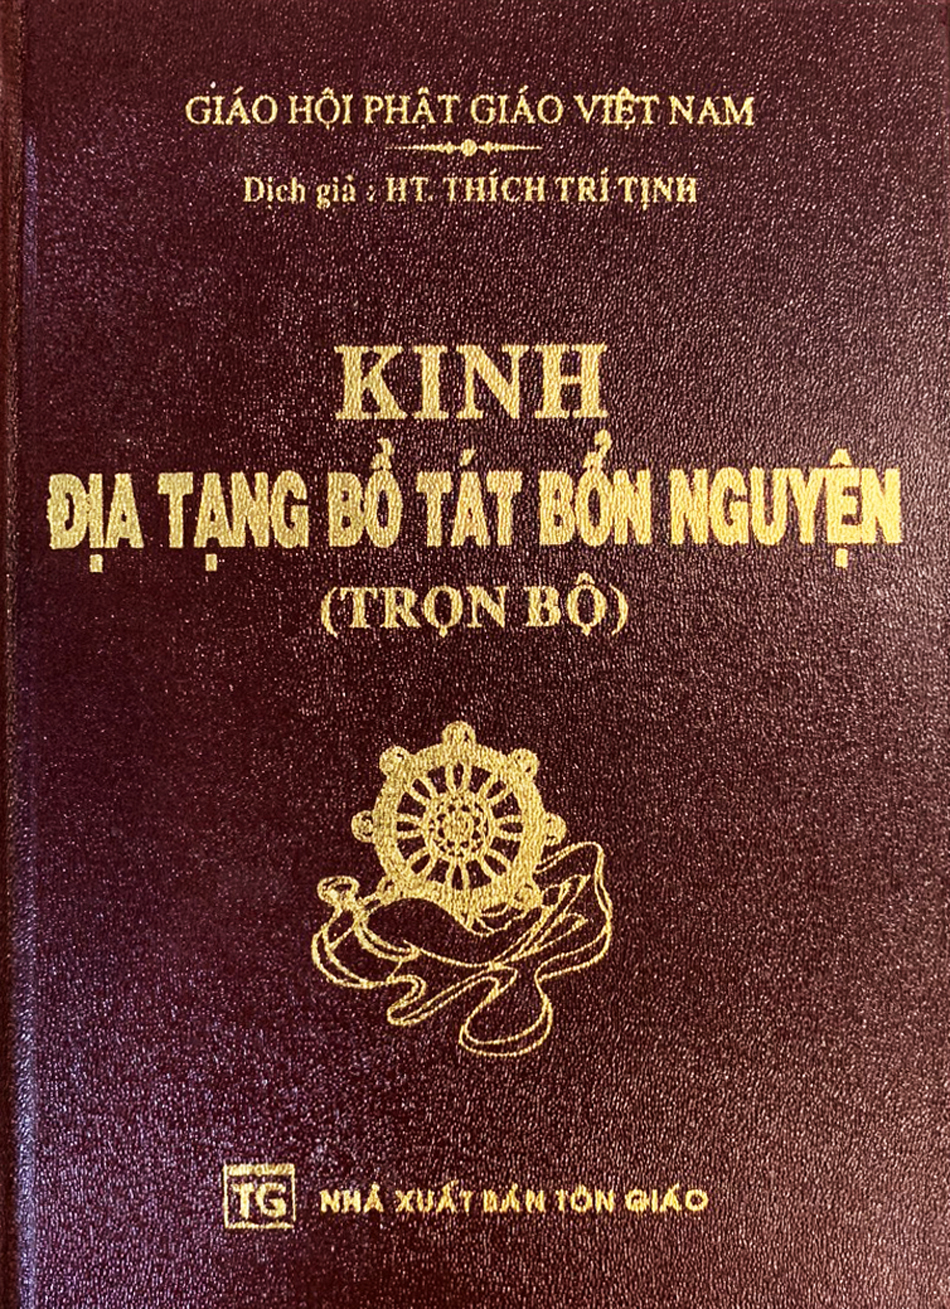 GIÁO HỘI PHẬT GIÁO VIỆT NAM
Dịch giả : HT. THÍCH TRÍ TỊNH
KINH
ĐỊA TẠNG BỒ TÁT BỔN NGUYỆN
(TRỌN BỘ)
TG NHÀ XUẤT BẢN TÔN GIÁO